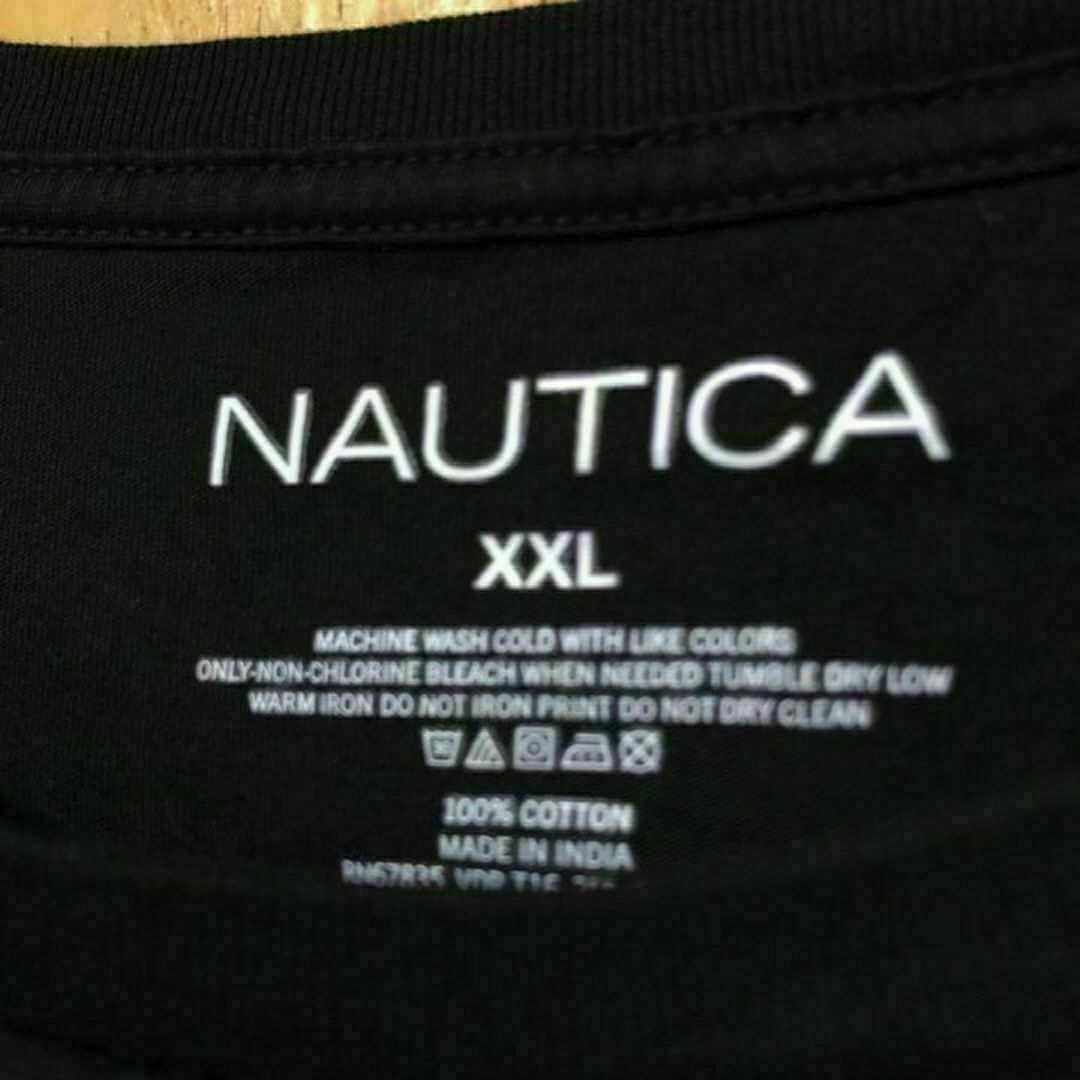 NAUTICA
XXL
MACHINE WASH COLD WITH LIKE COLORS
ONLY-NON-CHLORINE BLEACH WHEN NEEDED TUMBLE DRY LOW
WARM IRON DO NOT IRON PRINT DO NOT DRY CLEAN
100% COTTON
MADE IN INDIA
RN67835